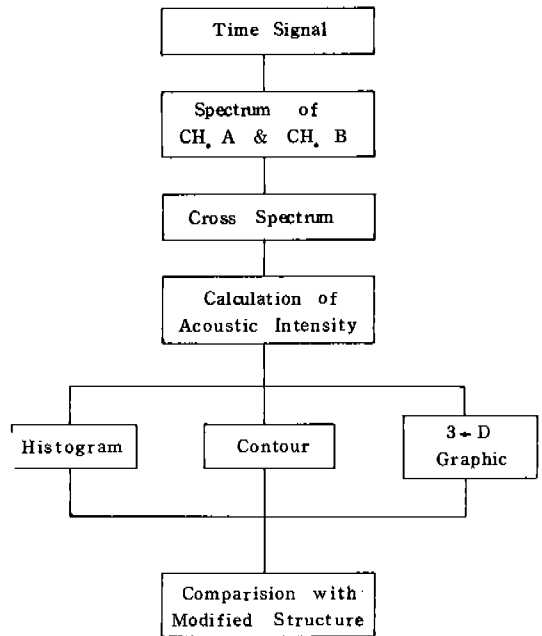 Time Signal
Spectrum of
CH. A & CH. B
Cross Spectrum
Calculation of
Acoustic Intensity
Histogram
Contour
3-D
Graphic
Comparision with
Modified Structure